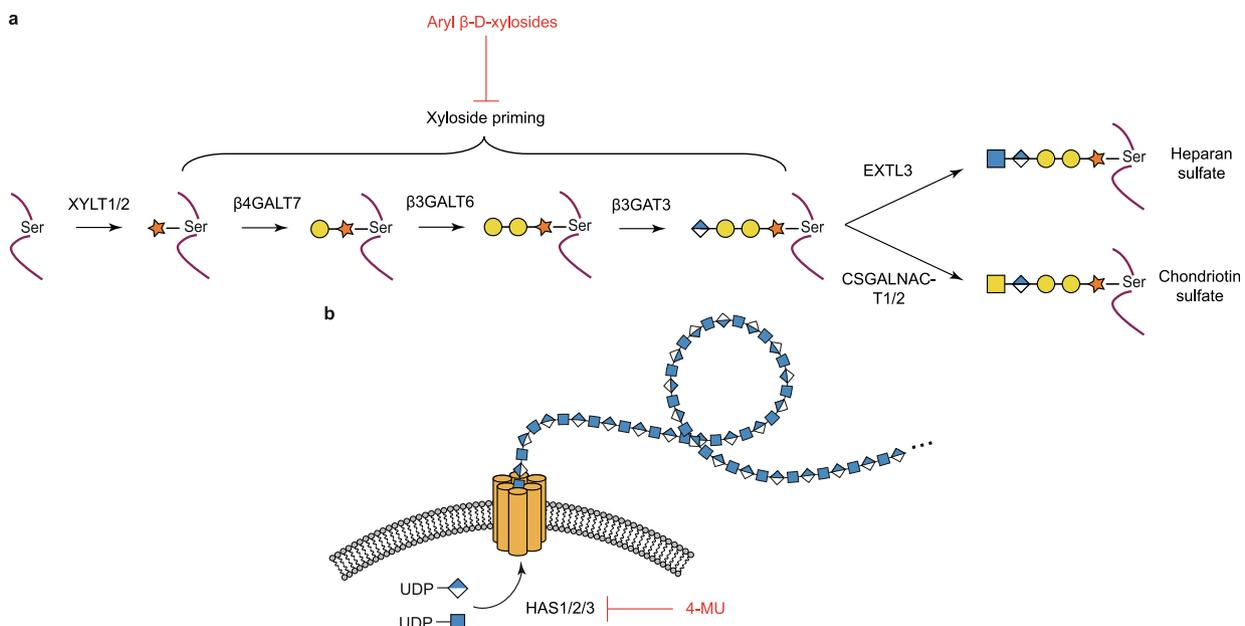 a
Aryl β-D-xylosides
Xyloside priming
XYLT1/2
β4GALT7
β3GALT6
β3GAT3
EXTL3
CSGALNAC-
T1/2
Ser
Ser
Ser
Ser
Ser
Ser
Heparan
sulfate
Ser
Chondriotin
sulfate
b
UDP
UDP
HAS1/2/3
4-MU